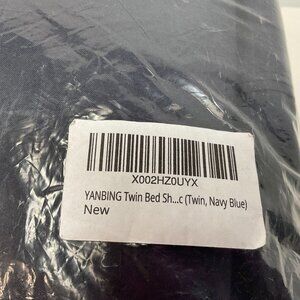 X002HZ0UYX
YANBING Twin Bed Sh...c (Twin, Navy Blue)
New